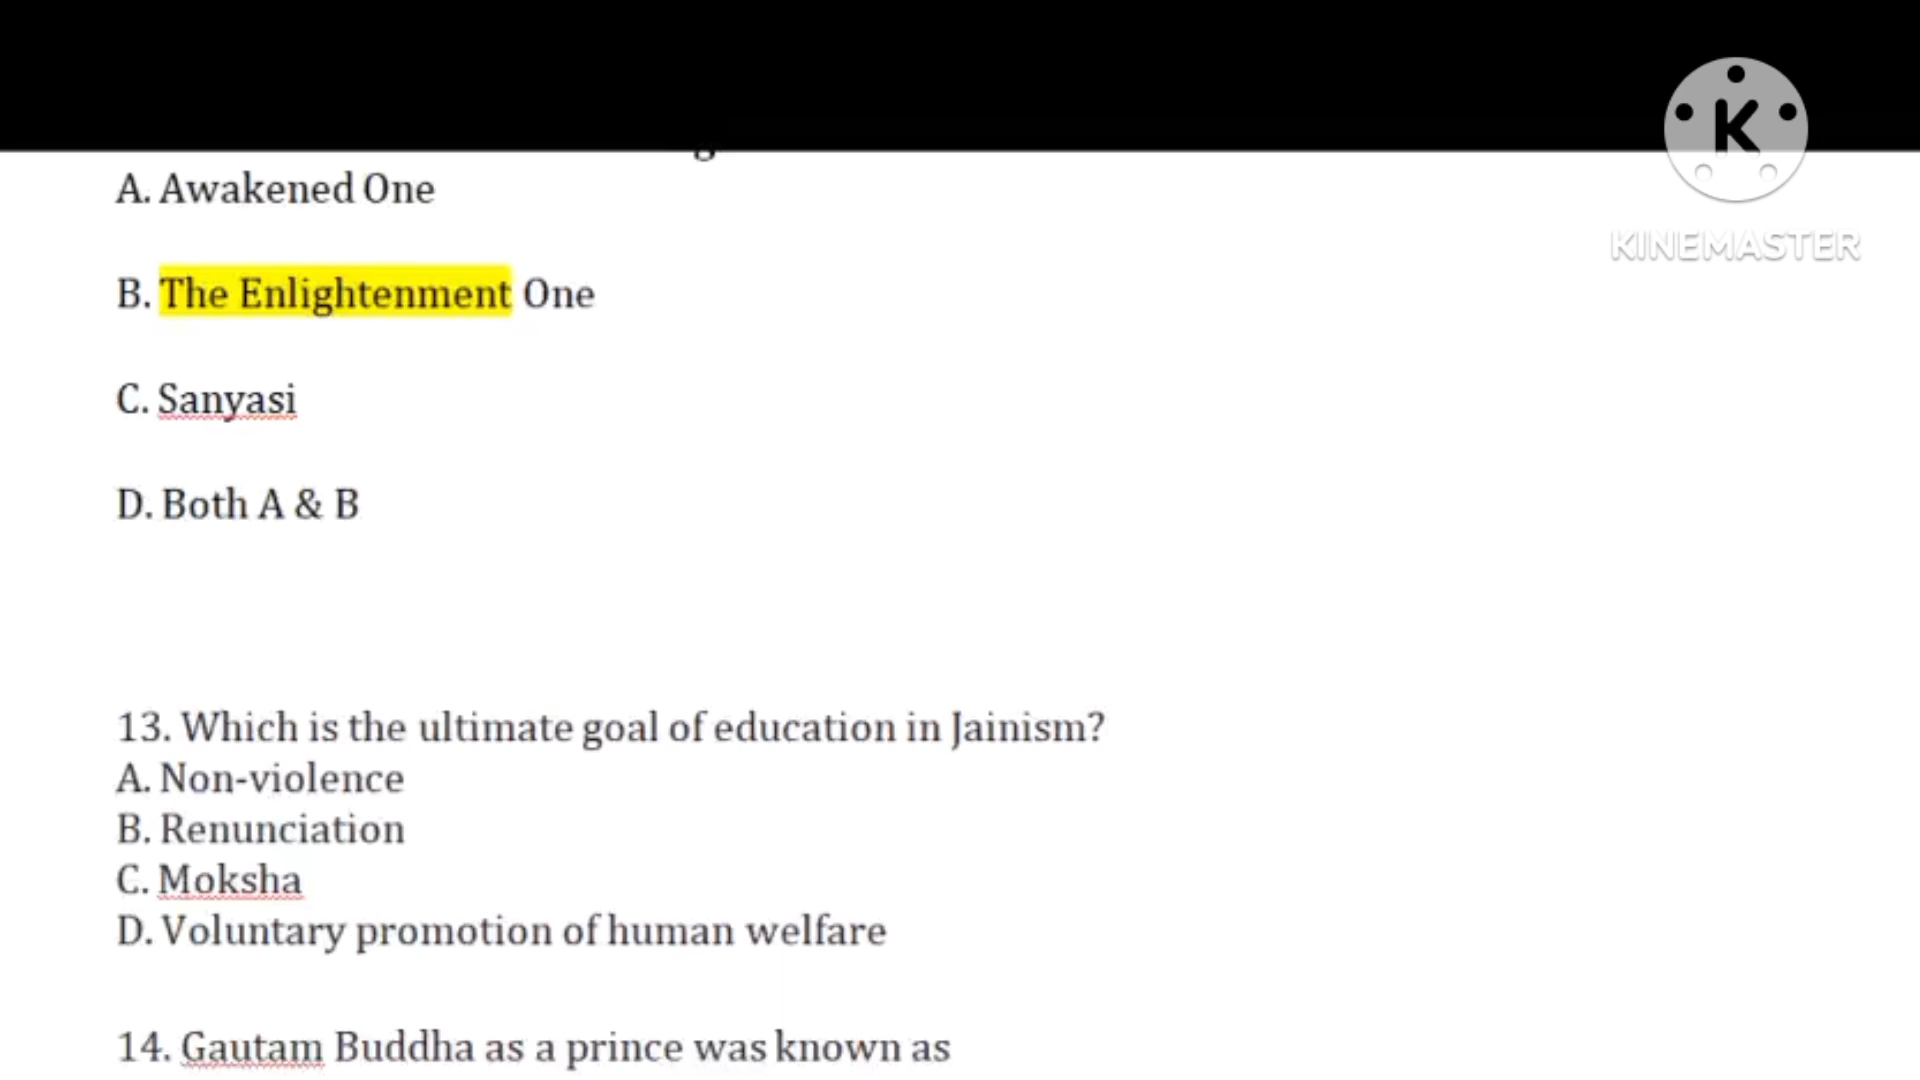 K
KINEMASTER
A. Awakened One
B. The Enlightenment One
C. Sanyasi
D. Both A & B
13. Which is the ultimate goal of education in Jainism?
A. Non-violence
B. Renunciation
C. Moksha
D. Voluntary promotion of human welfare
14. Gautam Buddha as a prince was known as